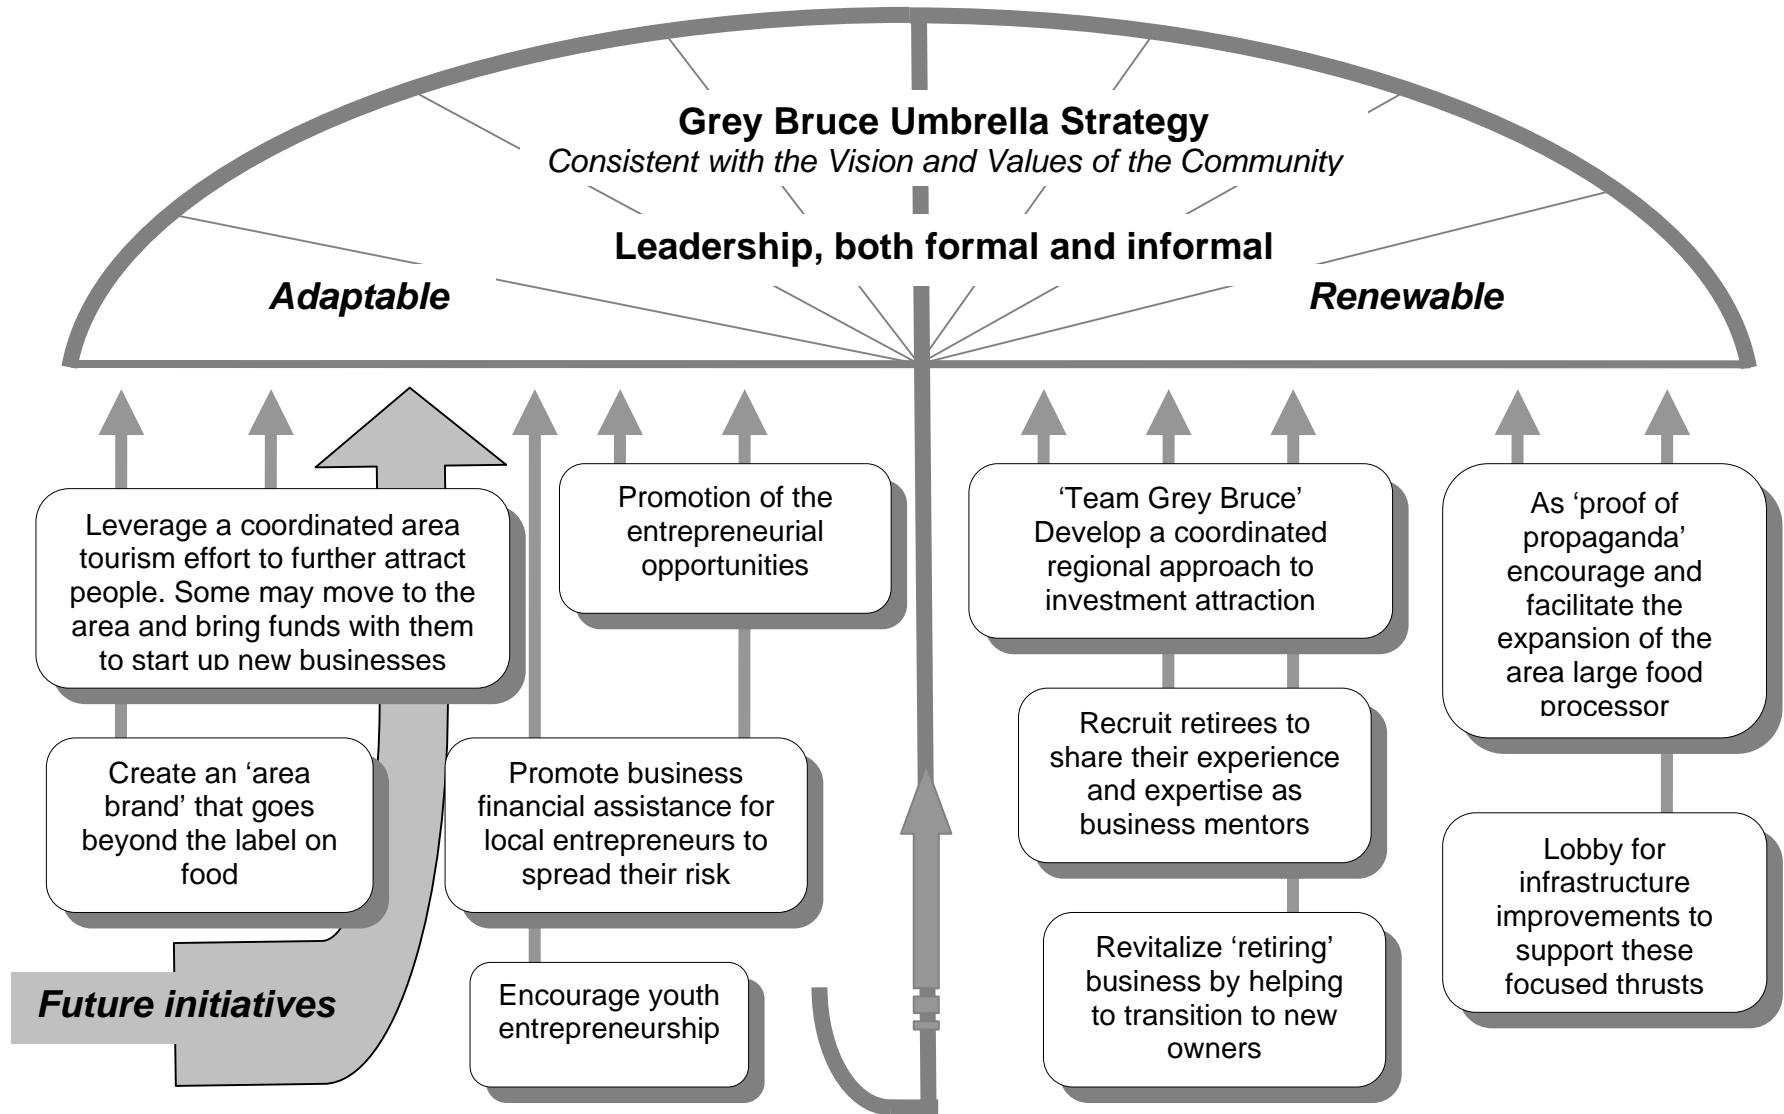 Grey Bruce Umbrella Strategy
Consistent with the Vision and Values of the Community
Leadership, both formal and informal
Adaptable
Renewable
Leverage a coordinated area
tourism effort to further attract
people. Some may move to the
area and bring funds with them
to start up new businesses
Create an ‘area
brand’ that goes
beyond the label on
food
Future initiatives
Promotion of the
entrepreneurial
opportunities
Promote business
financial assistance for
local entrepreneurs to
spread their risk
Encourage youth
entrepreneurship
‘Team Grey Bruce’
Develop a coordinated
regional approach to
investment attraction
Recruit retirees to
share their experience
and expertise as
business mentors
Revitalize ‘retiring’
business by helping
to transition to new
owners
As ‘proof of
propaganda’
encourage and
facilitate the
expansion of the
area large food
processor
Lobby for
infrastructure
improvements to
support these
focused thrusts